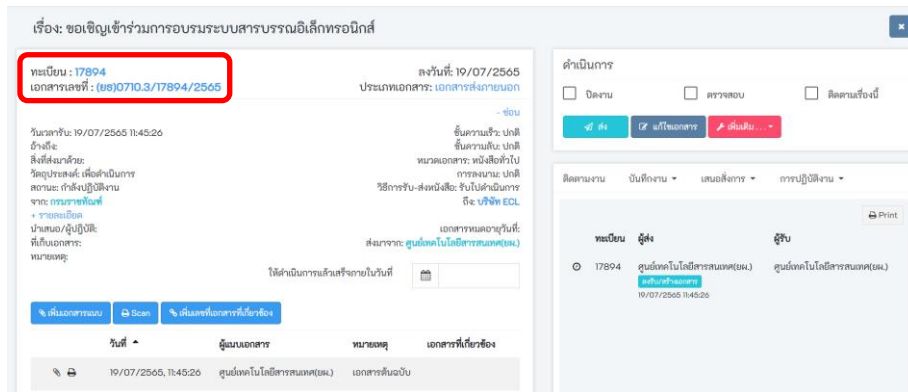 เรื่อง: ขอเชิญเข้าร่วมการอบรมระบบสารบรรณอิเล็กทรอนิกส์
×
ทะเบียน : 17894
ลงวันที่: 19/07/2565
เอกสารเลขที่ : (ยธ)0710.3/17894/2565
ประเภทเอกสาร: เอกสารส่งภายนอก
- ซ่อน
วันเวลารับ: 19/07/2565 11:45:26
ชั้นความเร็ว: ปกติ
อ้างถึง:
ชั้นความลับ: ปกติ
สิ่งที่ส่งมาด้วย:
หมวดเอกสาร: หนังสือทั่วไป
วัตถุประสงค์: เพื่อดำเนินการ
การลงนาม: ปกติ
สถานะ: กำลังปฏิบัติงาน
วิธีการรับ-ส่งหนังสือ: รับไปดำเนินการ
จาก: กรมราชทัณฑ์
ถึง: บริษัท ECL
+ รายละเอียด
นำเสนอ/ผู้ปฏิบัติ:
เอกสารหมดอายุวันที่:
ที่เก็บเอกสาร:
ส่งมาจาก: ศูนย์เทคโนโลยีสารสนเทศ(ยผ.)
หมายเหตุ:
ให้ดำเนินการแล้วเสร็จภายในวันที่
เพิ่มเอกสารแนบ
Scan
เพิ่มเลขที่เอกสารที่เกี่ยวข้อง
วันที่ ผู้แนบเอกสาร หมายเหตุ เอกสารที่เกี่ยวข้อง
19/07/2565, 11:45:26 ศูนย์เทคโนโลยีสารสนเทศ(ยผ.) เอกสารต้นฉบับ
ดำเนินการ
ปิดงาน ตรวจสอบ ติดตามเรื่องนี้
ส่ง แก้ไขเอกสาร เพิ่มเติม...
ติดตามงาน บันทึกงาน เสนอสั่งการ การปฏิบัติงาน
Print
ทะเบียน ผู้ส่ง ผู้รับ
17894 ศูนย์เทคโนโลยีสารสนเทศ(ยผ.) ศูนย์เทคโนโลยีสารสนเทศ(ยผ.)
ลงรับ/สร้างเอกสาร
19/07/2565 11:45:26